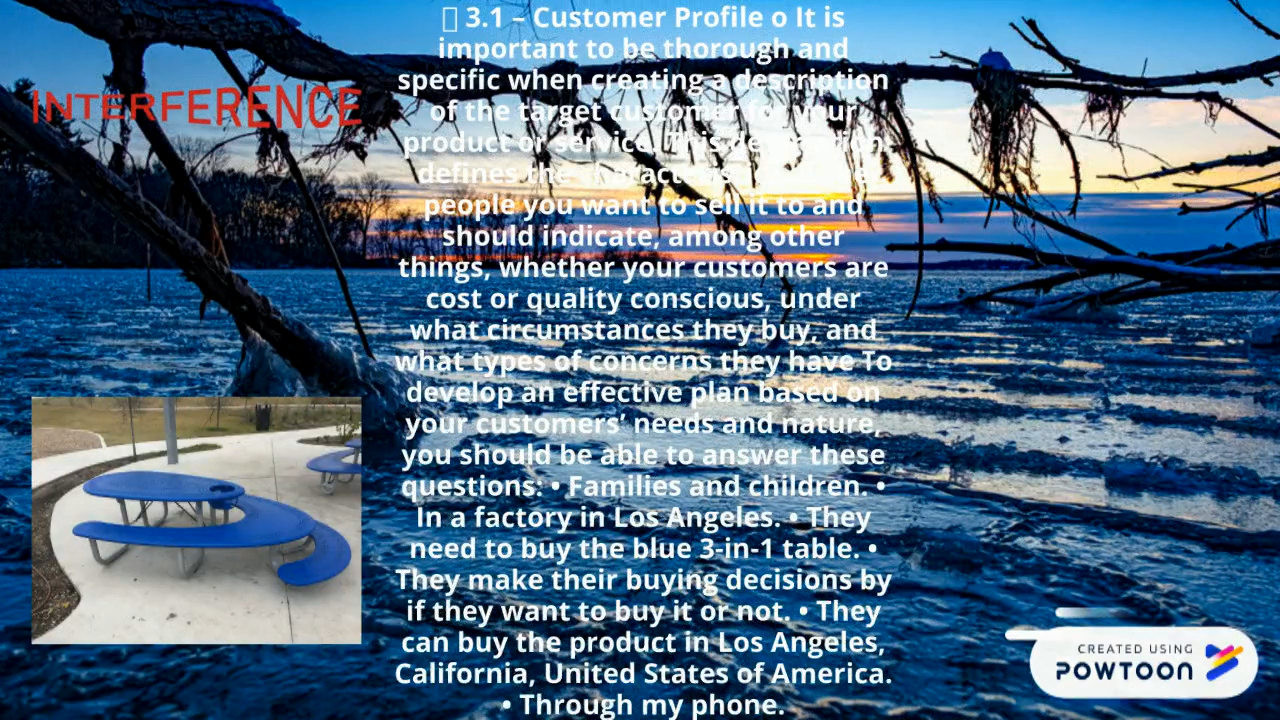 INTERFERENCE
▯ 3.1 – Customer Profile o It is
important to be thorough and
specific when creating a description
of the target customer for your
product or service. This description
defines the characteristics of the
people you want to sell it to and
should indicate, among other
things, whether your customers are
cost or quality conscious, under
what circumstances they buy, and
what types of concerns they have To
develop an effective plan based on
your customers’ needs and nature,
you should be able to answer these
questions: • Families and children. •
In a factory in Los Angeles. • They
need to buy the blue 3-in-1 table. •
They make their buying decisions by
if they want to buy it or not. • They
can buy the product in Los Angeles,
California, United States of America.
• Through my phone.
CREATED USING
POWTOON